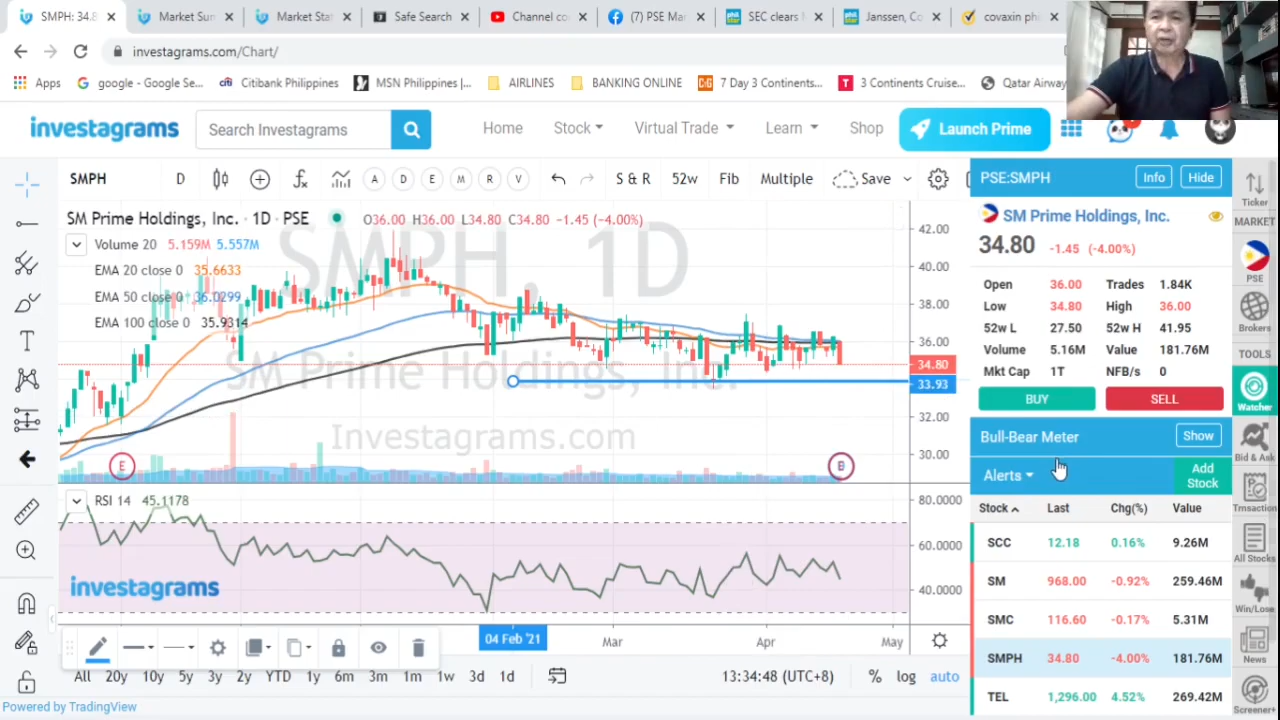 SMPH: 34.8
Market Sum
Market Stat
Safe Search
Channel co
(7) PSE Ma
SEC clears
Janssen, Co
covaxin phi
investagrams.com/Chart/
Apps
google - Google Se...
Citibank Philippines
MSN Philippines |...
AIRLINES
BANKING ONLINE
7 Day 3 Continents...
3 Continents Cruise...
Qatar Airway
investagrams
Search Investagrams
Home
Stock
Virtual Trade
Learn
Shop
Launch Prime
SMPH
D
A
D
E
M
R
V
S & R
52w
Fib
Multiple
Save
SM Prime Holdings, Inc. · 1D · PSE
O36.00 H36.00 L34.80 C34.80 -1.45 (-4.00%)
Volume 20 5.159M 5.557M
EMA 20 close 0 35.6633
EMA 50 close 0 36.0299
EMA 100 close 0 35.9314
SMPH, 1D
SM Prime Holdings, Inc.
Investagrams.com
42.00
40.00
38.00
36.00
34.80
33.93
32.00
30.00
E
RSI 14 45.1178
80.0000
60.0000
40.0000
investagrams
04 Feb '21
Mar
Apr
May
All
20y
10y
5y
3y
2y
YTD
1y
6m
3m
1m
1w
3d
1d
13:34:48 (UTC+8)
%
log
auto
Powered by TradingView
PSE:SMPH
Info
Hide
SM Prime Holdings, Inc.
34.80 -1.45 (-4.00%)
Open 36.00 Trades 1.84K
Low 34.80 High 36.00
52w L 27.50 52w H 41.95
Volume 5.16M Value 181.76M
Mkt Cap 1T NFB/s 0
BUY
SELL
Bull-Bear Meter
Show
Alerts
Add
Stock
Stock Last Chg(%) Value
SCC 12.18 0.16% 9.26M
SM 968.00 -0.92% 259.46M
SMC 116.60 -0.17% 5.31M
SMPH 34.80 -4.00% 181.76M
TEL 1,296.00 4.52% 269.42M
Ticker
MARKET
PSE
Brokers
TOOLS
Watcher
Bid & Ask
Trnsaction
All Stocks
Win/Lose
News
Screener+